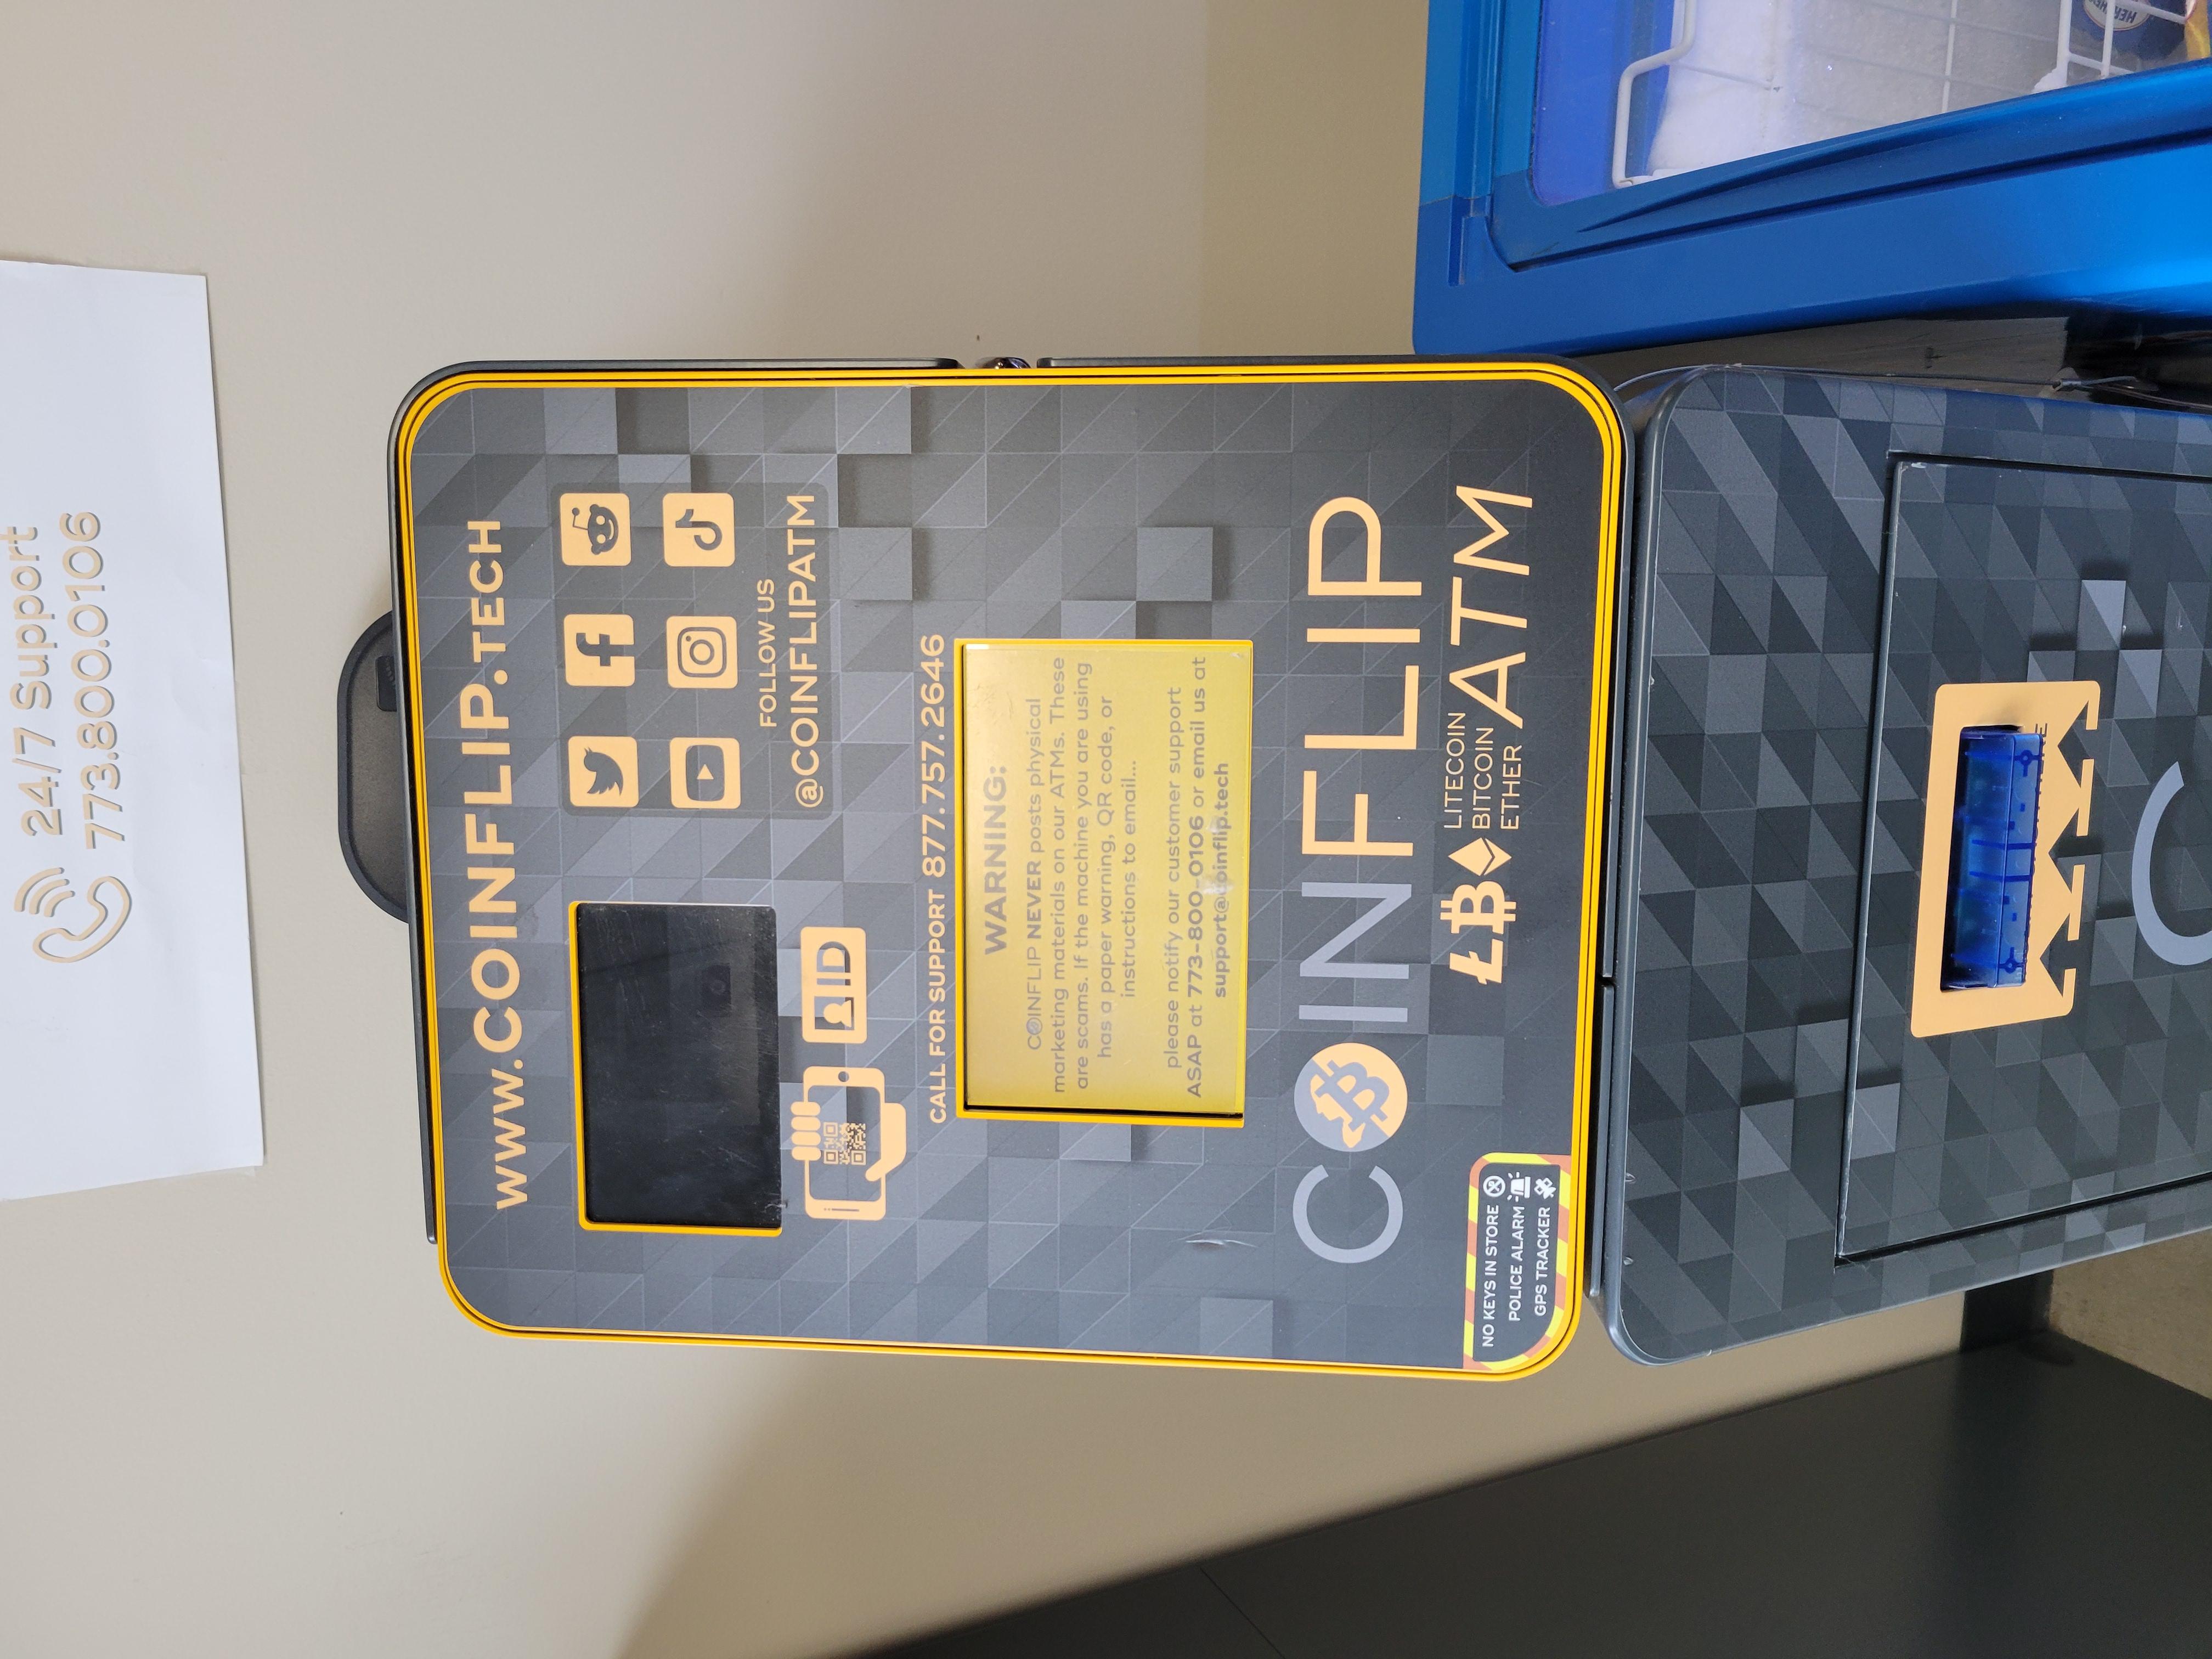 24/7 Support
773.800.0106
www.COINFLIP.TECH
FOLLOW US
@COINFLIPATM
ID
CALL FOR SUPPORT 877.757.2646
WARNING:
COINFLIP NEVER posts physical
marketing materials on our ATMs. These
are scams. If the machine you are using
has a paper warning, QR code, or
instructions to email...
please notify our customer support
ASAP at 773-800-0106 or email us at
support@coinflip.tech
COINFLIP
LITECOIN
BITCOIN
ETHER
ATM
NO KEYS IN STORE
POLICE ALARM
GPS TRACKER
C